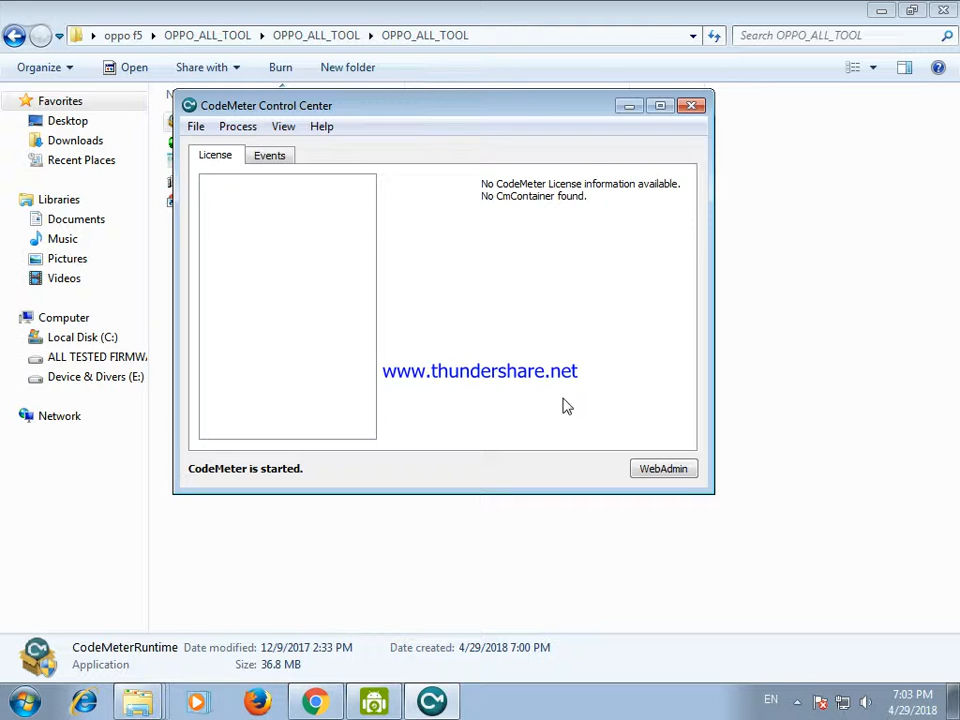 oppo f5 OPPO_ALL_TOOL OPPO_ALL_TOOL OPPO_ALL_TOOL
Search OPPO_ALL_TOOL
Organize Open Share with Burn New folder
Favorites
Desktop
Downloads
Recent Places
Libraries
Documents
Music
Pictures
Videos
Computer
Local Disk (C:)
ALL TESTED FIRMWA
Device & Divers (E:)
Network
CodeMeter Control Center
File Process View Help
License Events
No CodeMeter License information available.
No CmContainer found.
www.thundershare.net
CodeMeter is started.
WebAdmin
CodeMeterRuntime Date modified: 12/9/2017 2:33 PM Date created: 4/29/2018 7:00 PM
Application Size: 36.8 MB
EN
7:03 PM
4/29/2018